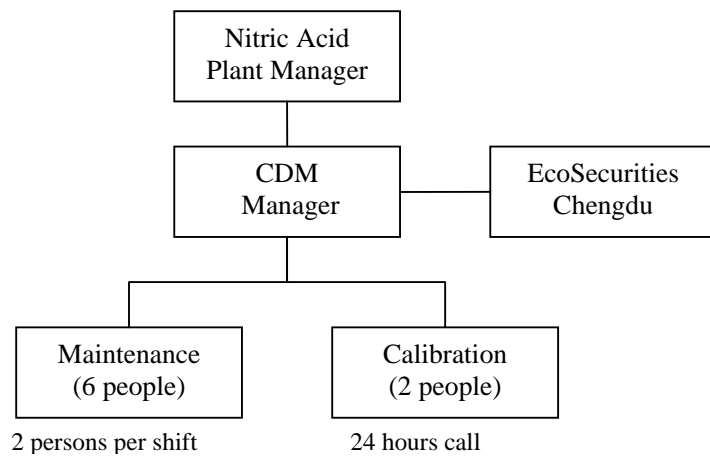 Nitric Acid
Plant Manager
CDM
Manager
EcoSecurities
Chengdu
Maintenance
(6 people)
Calibration
(2 people)
2 persons per shift
24 hours call